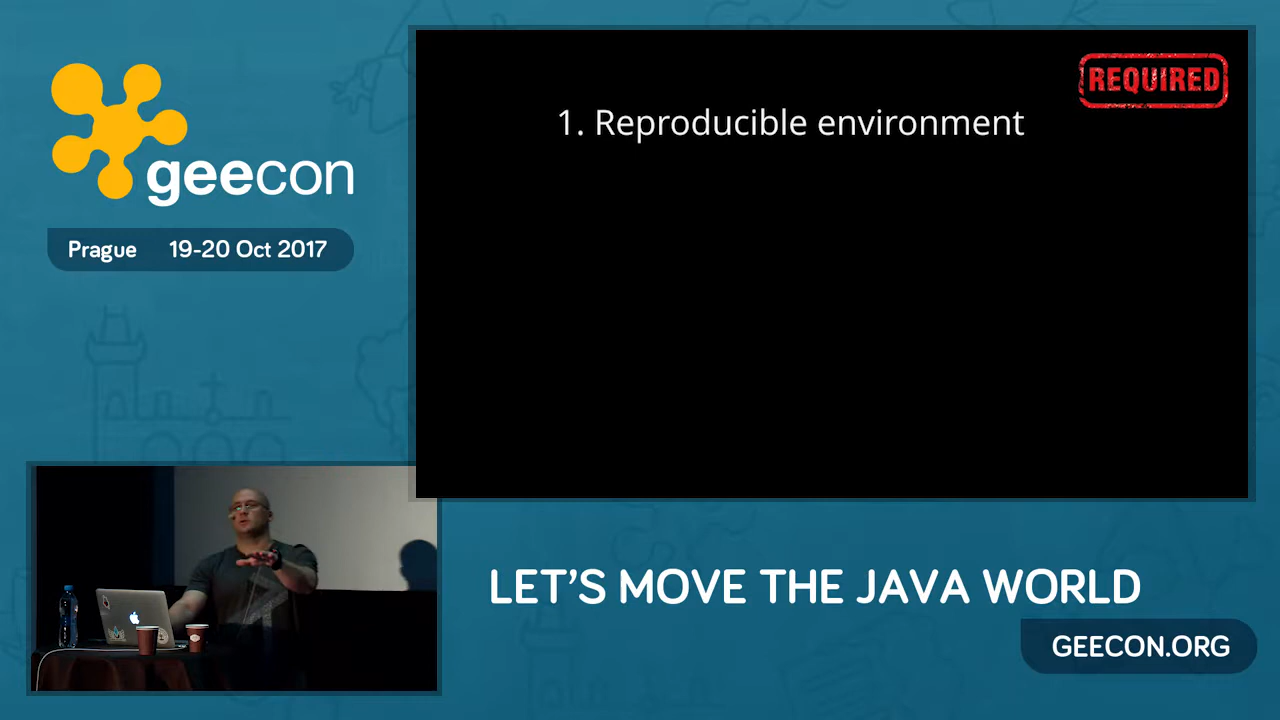 geecon
Prague 19-20 Oct 2017
REQUIRED
1. Reproducible environment
LET'S MOVE THE JAVA WORLD
GEECON.ORG